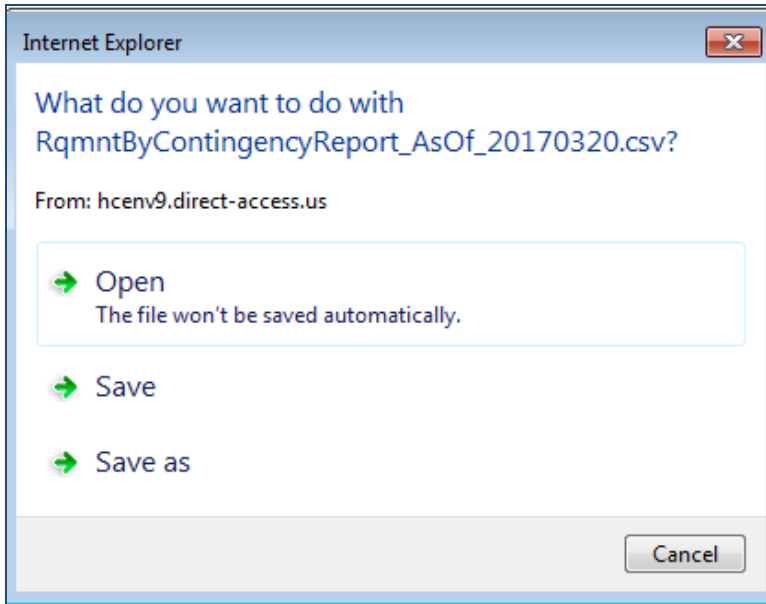 Internet Explorer
What do you want to do with
RqmntByContingencyReport_AsOf_20170320.csv?
From: hcenv9.direct-access.us
Open
The file won't be saved automatically.
Save
Save as
Cancel